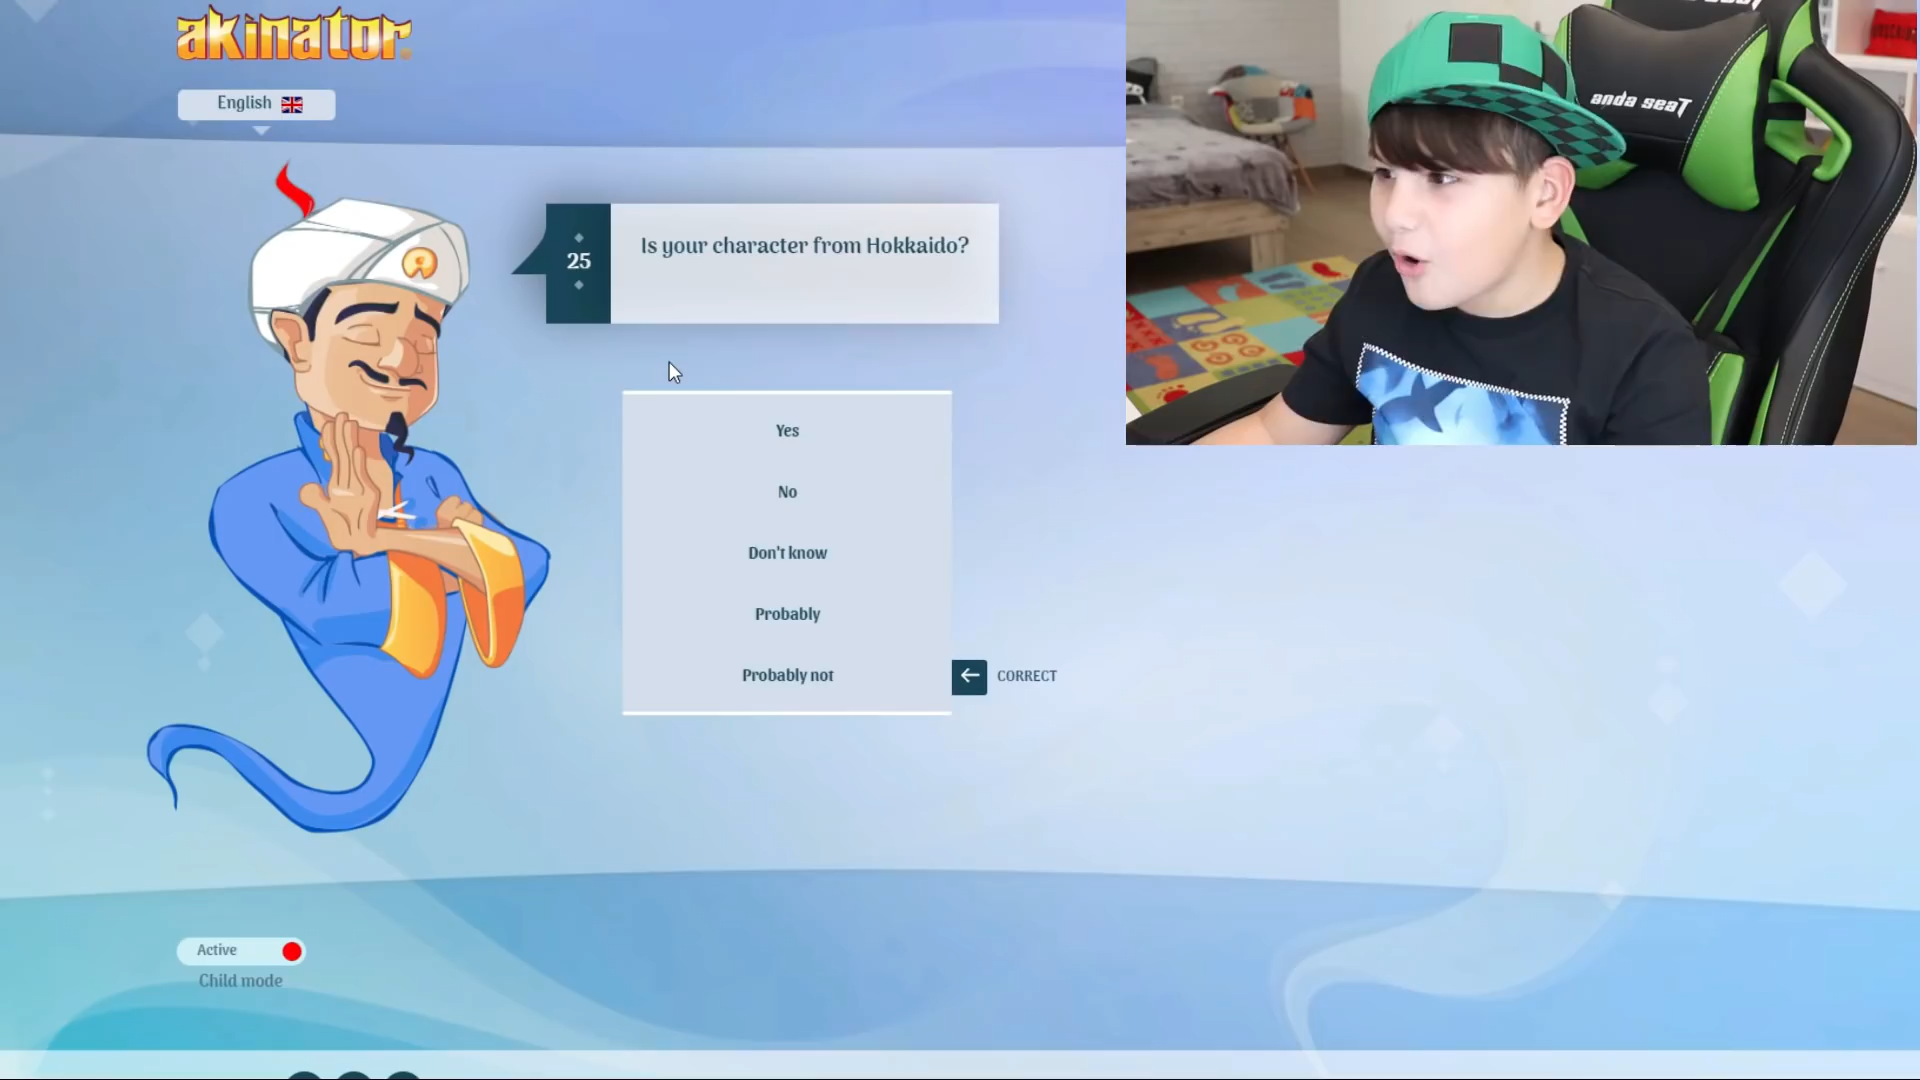 akinator
English
anda seaT
25
Is your character from Hokkaido?
Yes
No
Don't know
Probably
Probably not
CORRECT
Active
Child mode